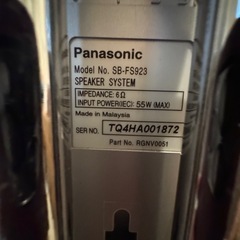 Panasonic
Model No. SB-FS923
SPEAKER SYSTEM
IMPEDANCE: 6Ω
INPUT POWER(IEC): 55W (MAX)
Made in Malaysia
SER NO. TQ4HA001872
Part No. RGNV0051